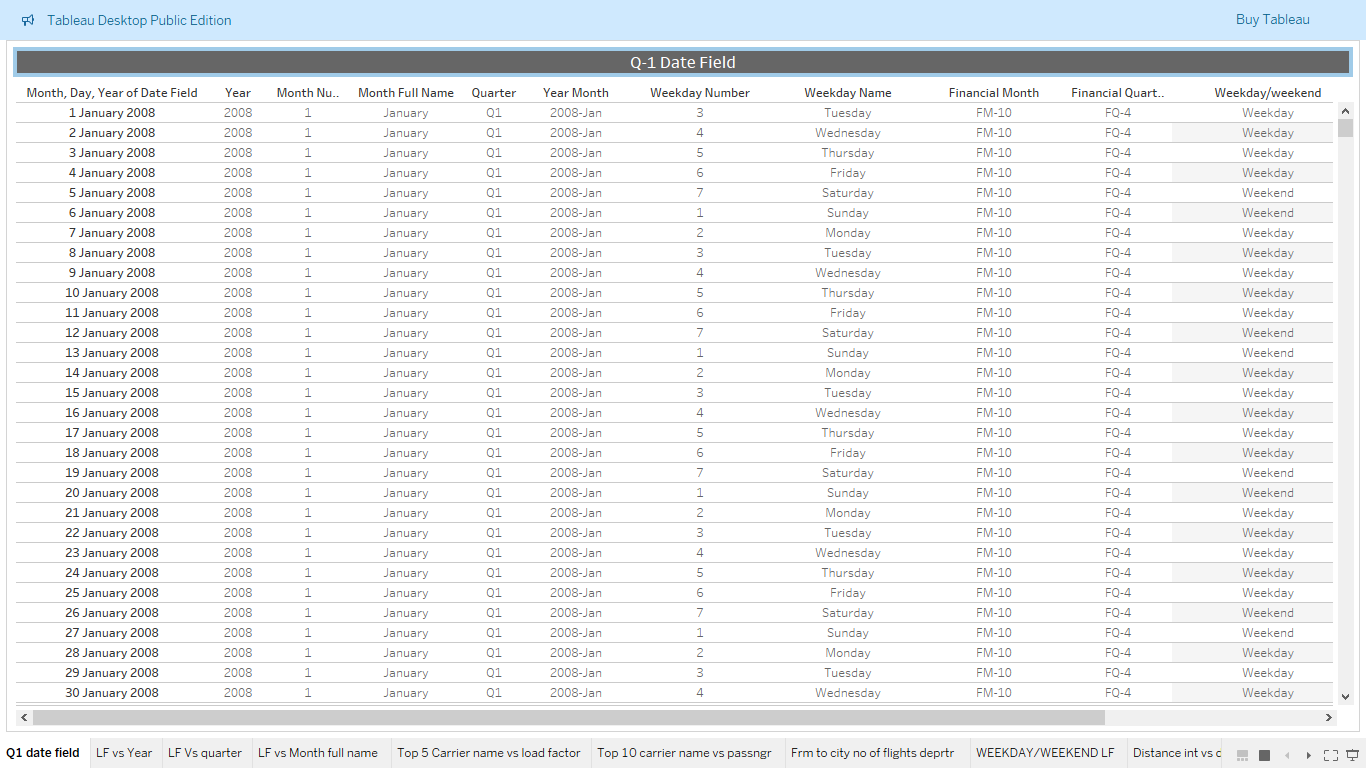 Tableau Desktop Public Edition Buy Tableau
Q-1 Date Field
Month, Day, Year of Date Field Year Month Nu.. Month Full Name Quarter Year Month Weekday Number Weekday Name Financial Month Financial Quart.. Weekday/weekend
1 January 2008 2008 1 January Q1 2008-Jan 3 Tuesday FM-10 FQ-4 Weekday
2 January 2008 2008 1 January Q1 2008-Jan 4 Wednesday FM-10 FQ-4 Weekday
3 January 2008 2008 1 January Q1 2008-Jan 5 Thursday FM-10 FQ-4 Weekday
4 January 2008 2008 1 January Q1 2008-Jan 6 Friday FM-10 FQ-4 Weekday
5 January 2008 2008 1 January Q1 2008-Jan 7 Saturday FM-10 FQ-4 Weekend
6 January 2008 2008 1 January Q1 2008-Jan 1 Sunday FM-10 FQ-4 Weekend
7 January 2008 2008 1 January Q1 2008-Jan 2 Monday FM-10 FQ-4 Weekday
8 January 2008 2008 1 January Q1 2008-Jan 3 Tuesday FM-10 FQ-4 Weekday
9 January 2008 2008 1 January Q1 2008-Jan 4 Wednesday FM-10 FQ-4 Weekday
10 January 2008 2008 1 January Q1 2008-Jan 5 Thursday FM-10 FQ-4 Weekday
11 January 2008 2008 1 January Q1 2008-Jan 6 Friday FM-10 FQ-4 Weekday
12 January 2008 2008 1 January Q1 2008-Jan 7 Saturday FM-10 FQ-4 Weekend
13 January 2008 2008 1 January Q1 2008-Jan 1 Sunday FM-10 FQ-4 Weekend
14 January 2008 2008 1 January Q1 2008-Jan 2 Monday FM-10 FQ-4 Weekday
15 January 2008 2008 1 January Q1 2008-Jan 3 Tuesday FM-10 FQ-4 Weekday
16 January 2008 2008 1 January Q1 2008-Jan 4 Wednesday FM-10 FQ-4 Weekday
17 January 2008 2008 1 January Q1 2008-Jan 5 Thursday FM-10 FQ-4 Weekday
18 January 2008 2008 1 January Q1 2008-Jan 6 Friday FM-10 FQ-4 Weekday
19 January 2008 2008 1 January Q1 2008-Jan 7 Saturday FM-10 FQ-4 Weekend
20 January 2008 2008 1 January Q1 2008-Jan 1 Sunday FM-10 FQ-4 Weekend
21 January 2008 2008 1 January Q1 2008-Jan 2 Monday FM-10 FQ-4 Weekday
22 January 2008 2008 1 January Q1 2008-Jan 3 Tuesday FM-10 FQ-4 Weekday
23 January 2008 2008 1 January Q1 2008-Jan 4 Wednesday FM-10 FQ-4 Weekday
24 January 2008 2008 1 January Q1 2008-Jan 5 Thursday FM-10 FQ-4 Weekday
25 January 2008 2008 1 January Q1 2008-Jan 6 Friday FM-10 FQ-4 Weekday
26 January 2008 2008 1 January Q1 2008-Jan 7 Saturday FM-10 FQ-4 Weekend
27 January 2008 2008 1 January Q1 2008-Jan 1 Sunday FM-10 FQ-4 Weekend
28 January 2008 2008 1 January Q1 2008-Jan 2 Monday FM-10 FQ-4 Weekday
29 January 2008 2008 1 January Q1 2008-Jan 3 Tuesday FM-10 FQ-4 Weekday
30 January 2008 2008 1 January Q1 2008-Jan 4 Wednesday FM-10 FQ-4 Weekday
Q1 date field LF vs Year LF Vs quarter LF vs Month full name Top 5 Carrier name vs load factor Top 10 carrier name vs passngr Frm to city no of flights deprtr WEEKDAY/WEEKEND LF Distance int vs